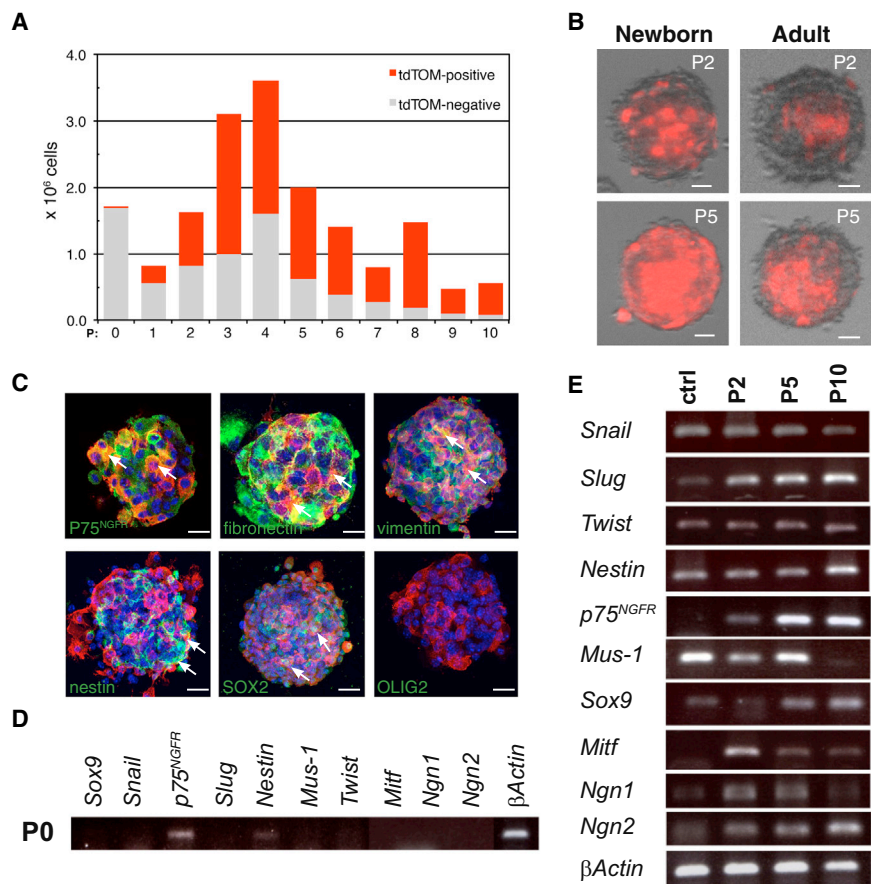 A
tdTOM-positive
tdTOM-negative
x 10⁶ cells
4.0
3.0
2.0
1.0
0.0
P: 0 1 2 3 4 5 6 7 8 9 10
B
Newborn Adult
P2 P2
P5 P5
C
P75ᴺᴳᶠᴿ fibronectin vimentin
nestin SOX2 OLIG2
D
Sox9 Snail p75ᴺᴳᶠᴿ Slug Nestin Mus-1 Twist Mitf Ngn1 Ngn2 βActin
P0
E
ctrl P2 P5 P10
Snail
Slug
Twist
Nestin
p75ᴺᴳᶠᴿ
Mus-1
Sox9
Mitf
Ngn1
Ngn2
βActin